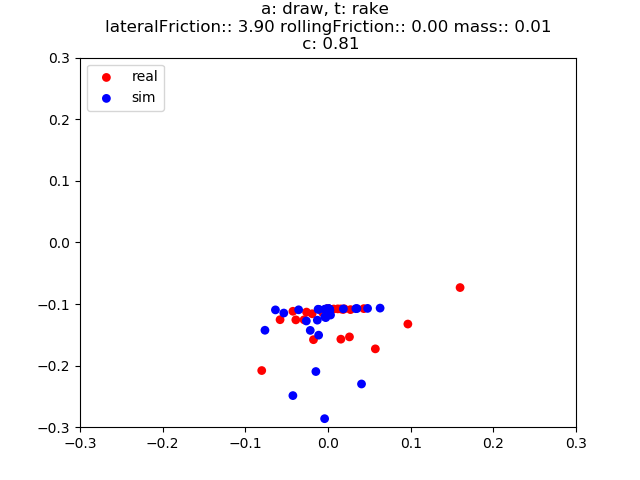 a: draw, t: rake
lateralFriction:: 3.90 rollingFriction:: 0.00 mass:: 0.01
c: 0.81
real
sim
0.3
0.2
0.1
0.0
−0.1
−0.2
−0.3
−0.3 −0.2 −0.1 0.0 0.1 0.2 0.3